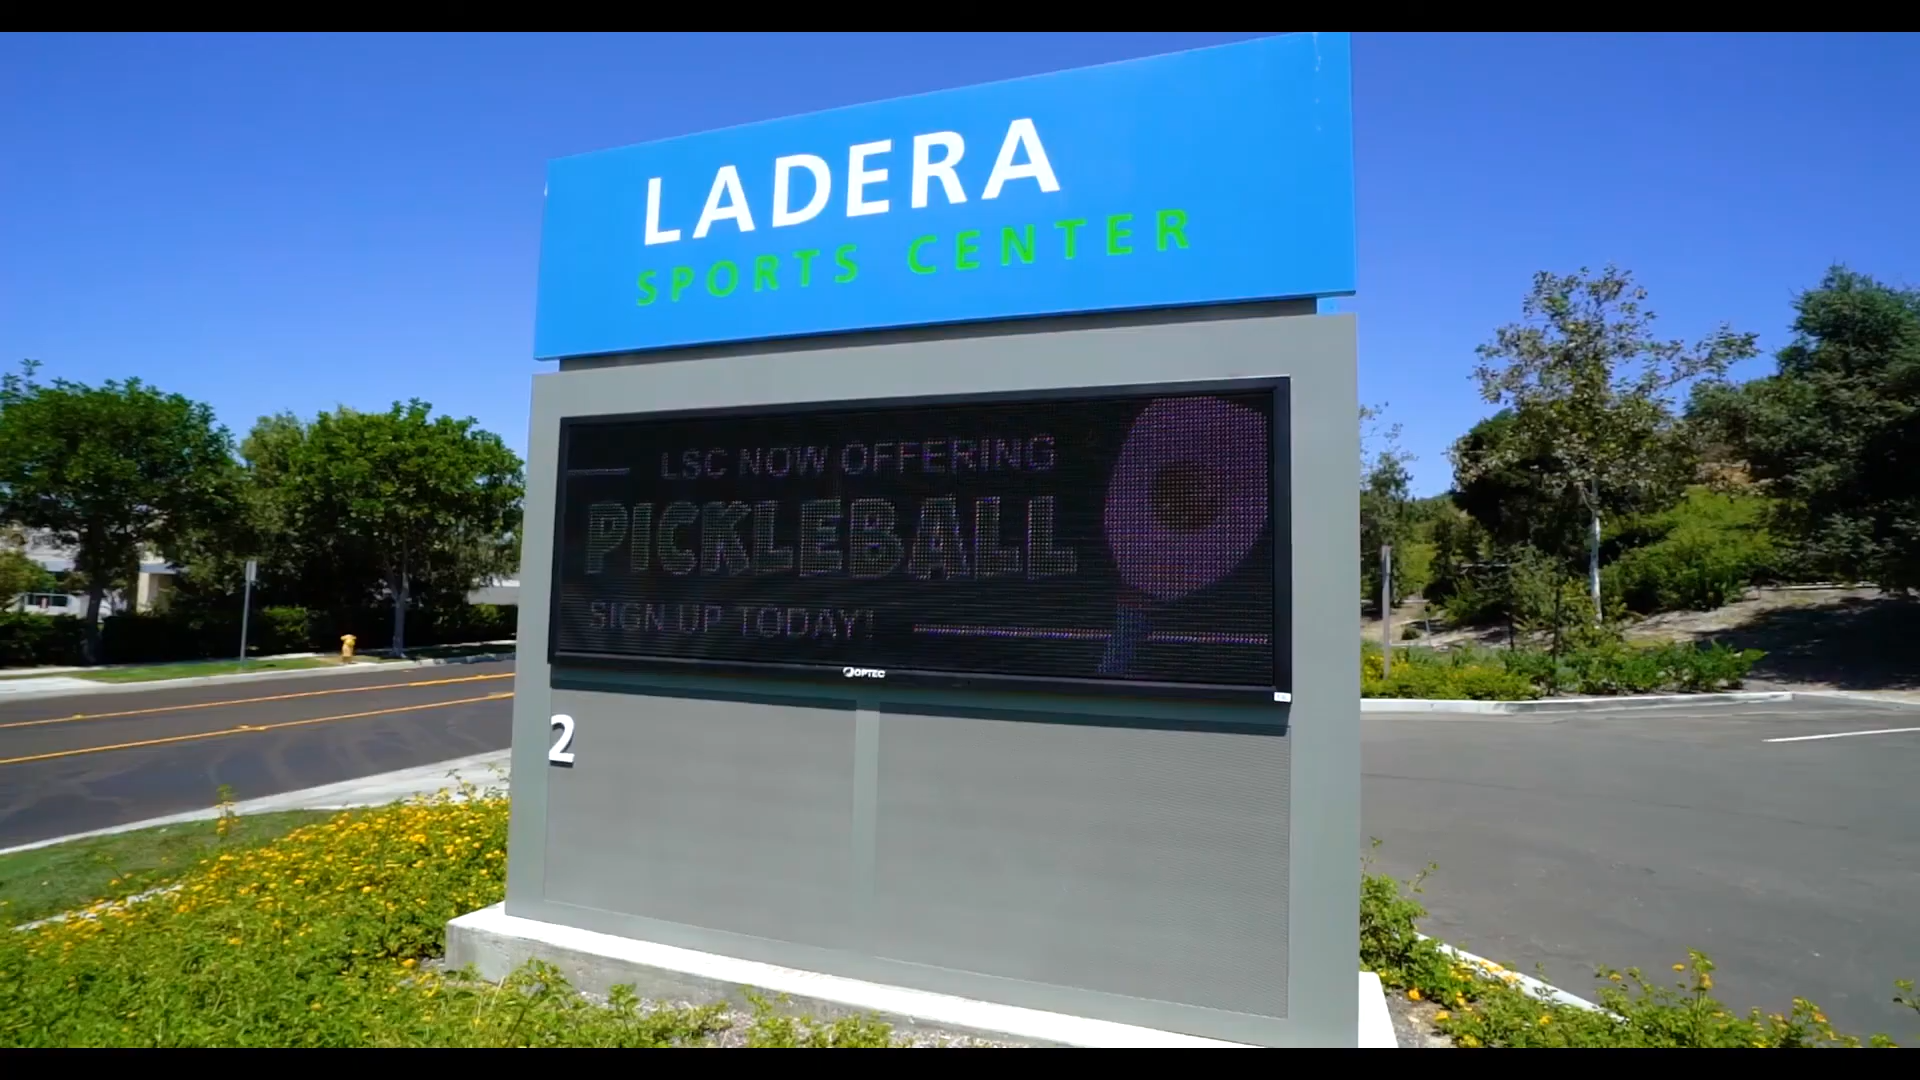 LADERA
SPORTS CENTER
LSC NOW OFFERING
PICKLEBALL
SIGN UP TODAY!
OPTEC
2